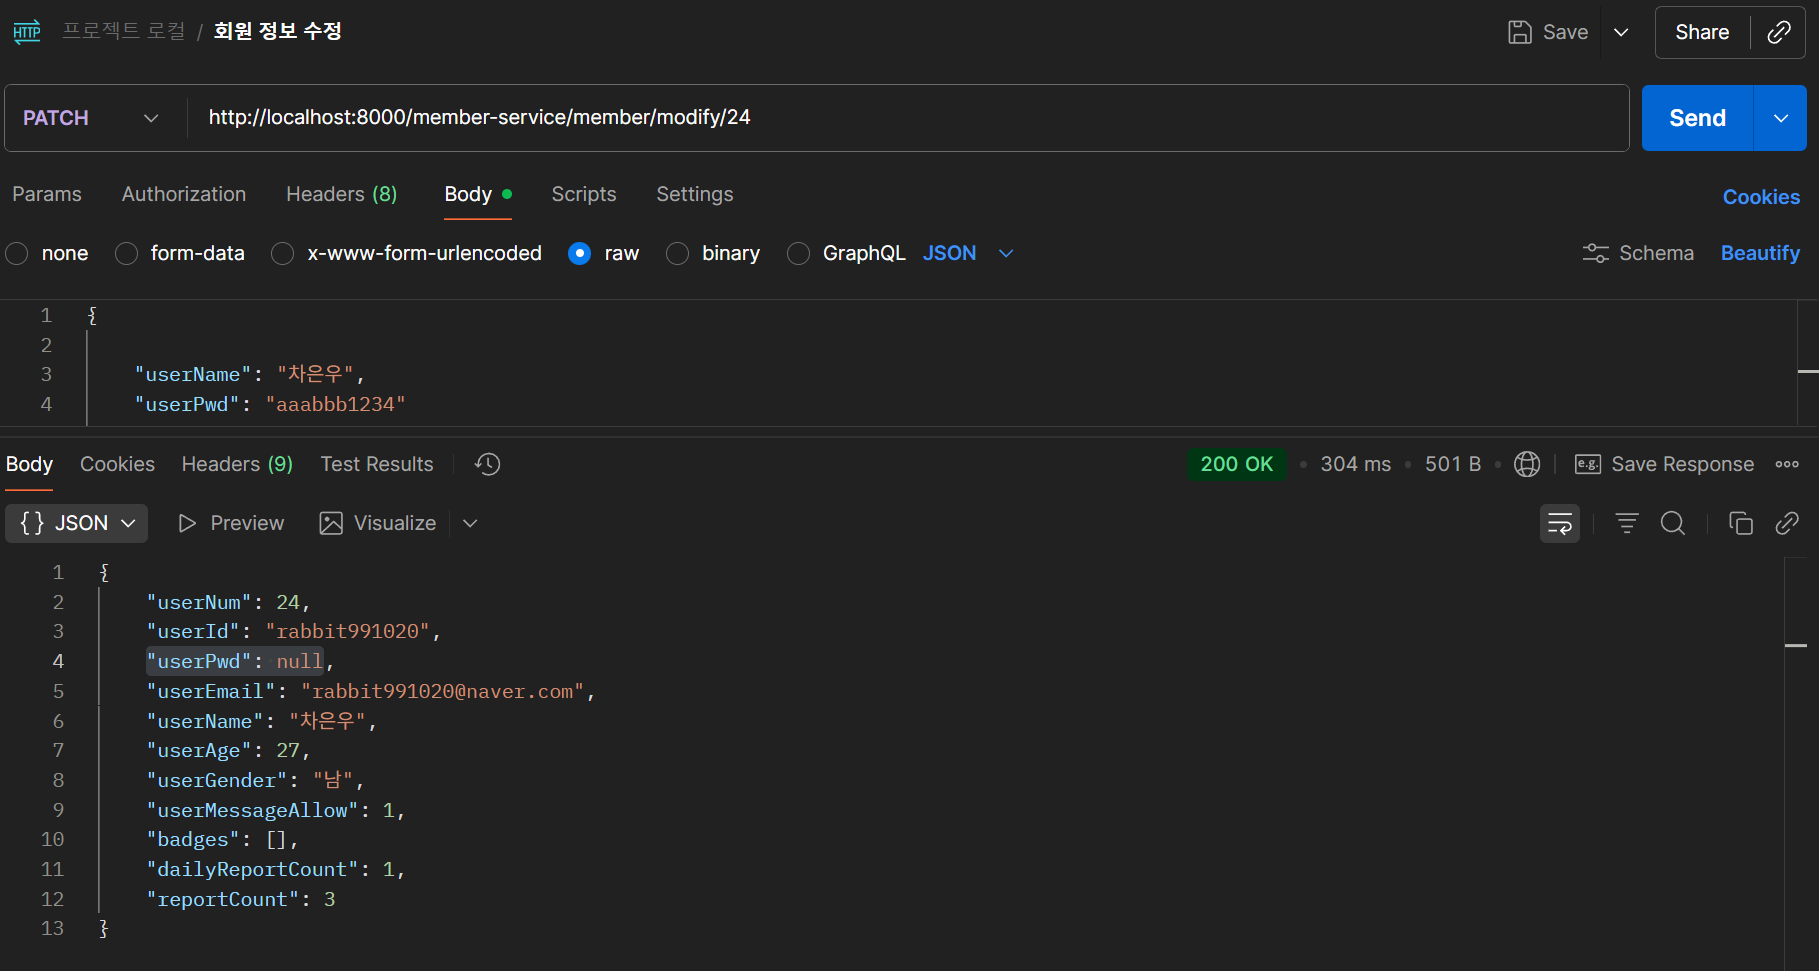 HTTP 프로젝트 로컬 / 회원 정보 수정 Save Share
PATCH http://localhost:8000/member-service/member/modify/24 Send
Params Authorization Headers (8) Body Scripts Settings Cookies
none form-data x-www-form-urlencoded raw binary GraphQL JSON Schema Beautify
1 {
2
3 "userName": "차은우",
4 "userPwd": "aaabbb1234"
Body Cookies Headers (9) Test Results 200 OK • 304 ms • 501 B • e.g. Save Response
{} JSON Preview Visualize
1 {
2 "userNum": 24,
3 "userId": "rabbit991020",
4 "userPwd": null,
5 "userEmail": "rabbit991020@naver.com",
6 "userName": "차은우",
7 "userAge": 27,
8 "userGender": "남",
9 "userMessageAllow": 1,
10 "badges": [],
11 "dailyReportCount": 1,
12 "reportCount": 3
13 }